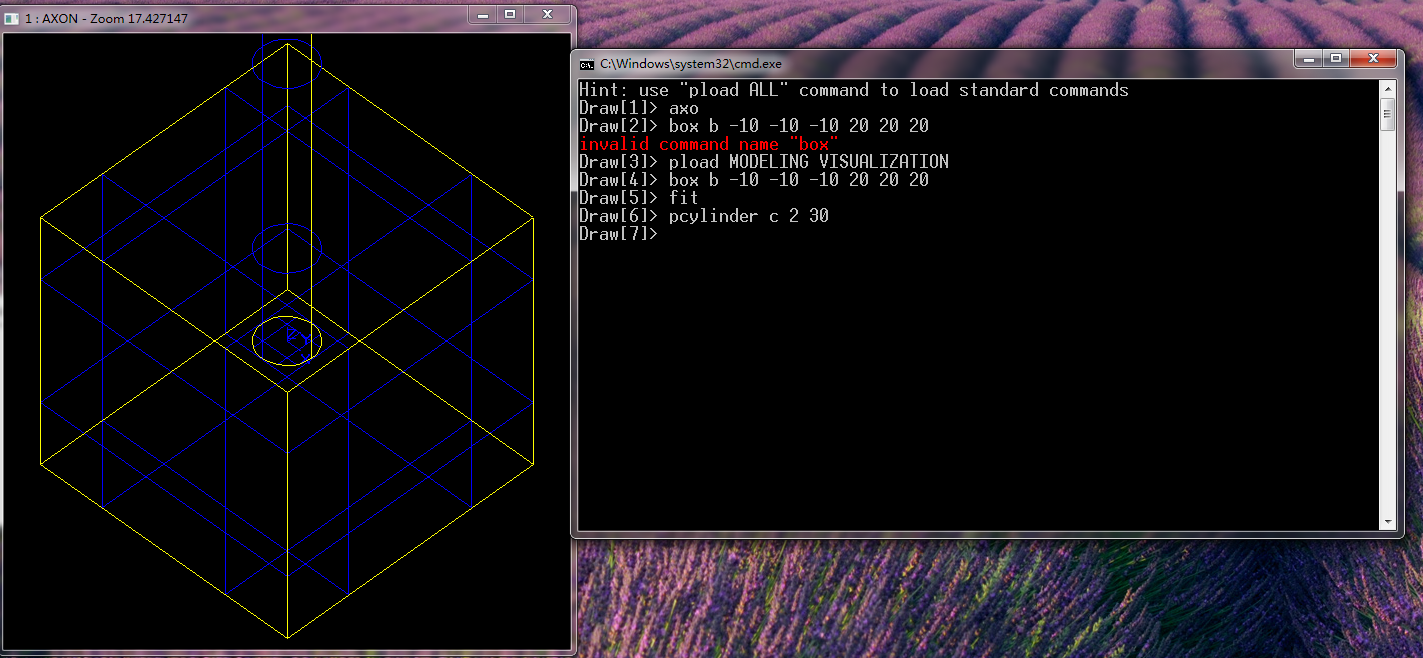 1 : AXON - Zoom 17.427147
C:\Windows\system32\cmd.exe
Hint: use "pload ALL" command to load standard commands
Draw[1]> axo
Draw[2]> box b -10 -10 -10 20 20 20
invalid command name "box"
Draw[3]> pload MODELING VISUALIZATION
Draw[4]> box b -10 -10 -10 20 20 20
Draw[5]> fit
Draw[6]> pcylinder c 2 30
Draw[7]>